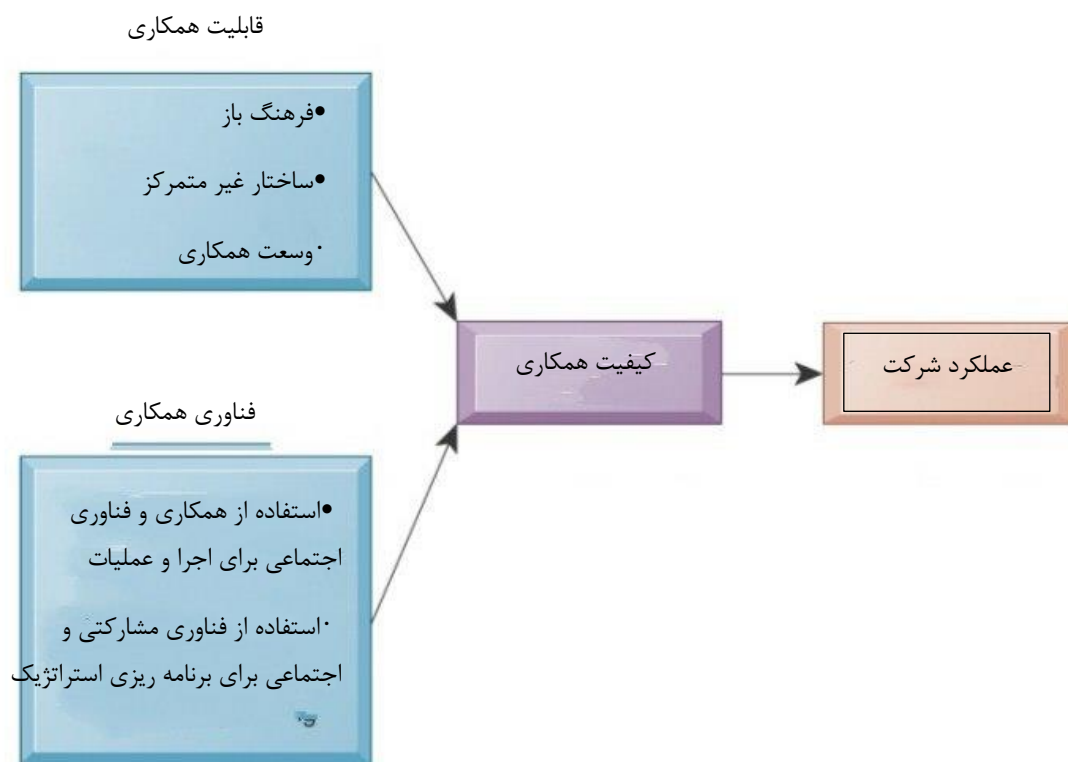 قابلیت همکاری
•فرهنگ باز
•ساختار غیر متمرکز
·وسعت همکاری
فناوری همکاری
•استفاده از همکاری و فناوری
اجتماعی برای اجرا و عملیات
·استفاده از فناوری مشارکتی و
اجتماعی برای برنامه ریزی استراتژیک
کیفیت همکاری
عملکرد شرکت